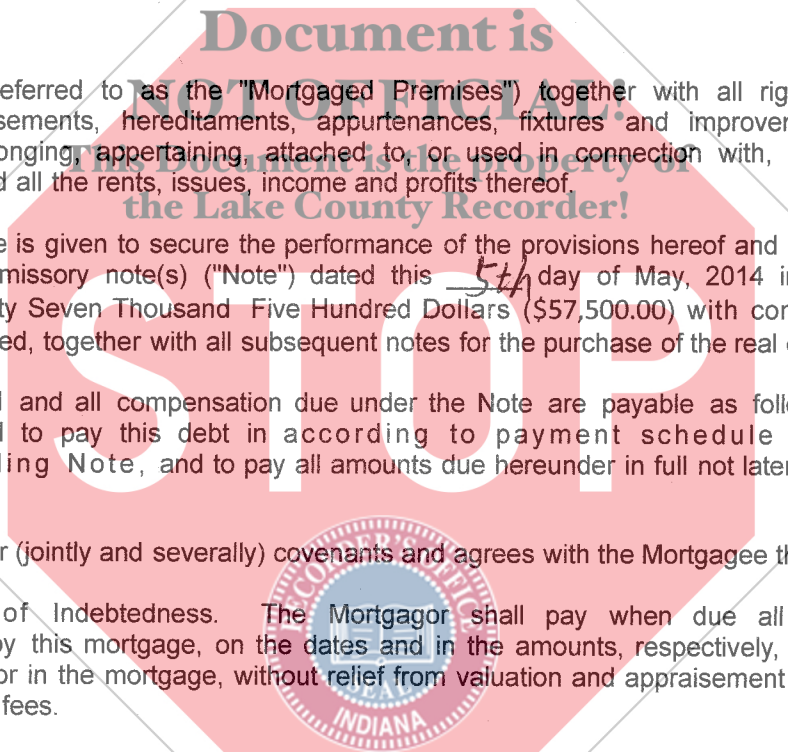 Document is
eferred to as the "Mortgaged Premises") together with all rig
NOT OFFICIAL!
sements, hereditaments, appurtenances, fixtures and improver
onging, appertaining, attached to, or used in connection with,
This Document is the property of
d all the rents, issues, income and profits thereof.
the Lake County Recorder!
e is given to secure the performance of the provisions hereof and
missory note(s) ("Note") dated this 5th day of May, 2014 i
ty Seven Thousand Five Hundred Dollars ($57,500.00) with con
ed, together with all subsequent notes for the purchase of the real
STOP
and all compensation due under the Note are payable as foll
d to pay this debt in according to payment schedule
ling Note, and to pay all amounts due hereunder in full not later
r (jointly and severally) covenants and agrees with the Mortgagee th
RECORDER'S OFFICE
of Indebtedness. The Mortgagor shall pay when due all
by this mortgage, on the dates and in the amounts, respectively,
or in the mortgage, without relief from valuation and appraisement
SEAL
fees.
INDIANA